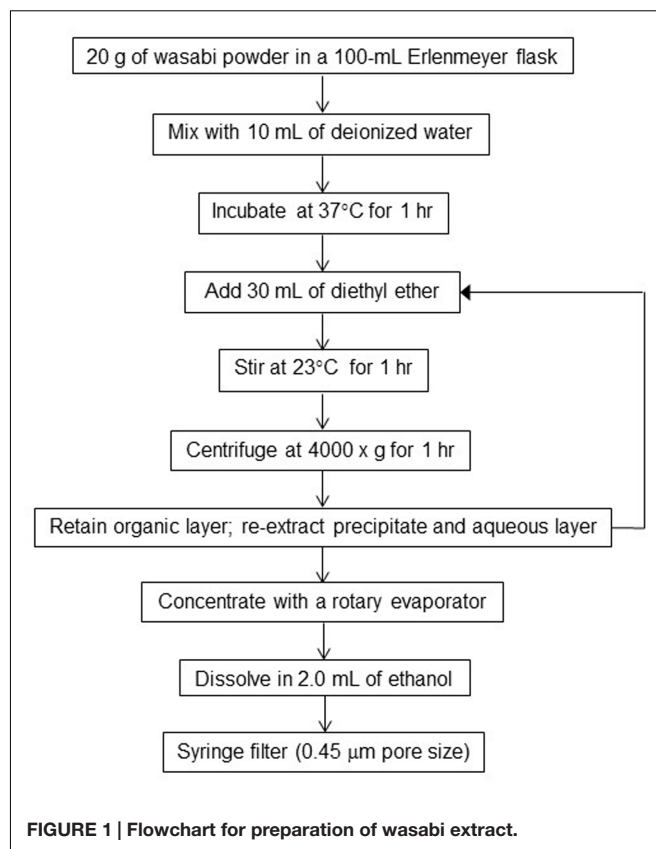 20 g of wasabi powder in a 100-mL Erlenmeyer flask
Mix with 10 mL of deionized water
Incubate at 37°C for 1 hr
Add 30 mL of diethyl ether
Stir at 23°C for 1 hr
Centrifuge at 4000 x g for 1 hr
Retain organic layer; re-extract precipitate and aqueous layer
Concentrate with a rotary evaporator
Dissolve in 2.0 mL of ethanol
Syringe filter (0.45 μm pore size)
FIGURE 1 | Flowchart for preparation of wasabi extract.